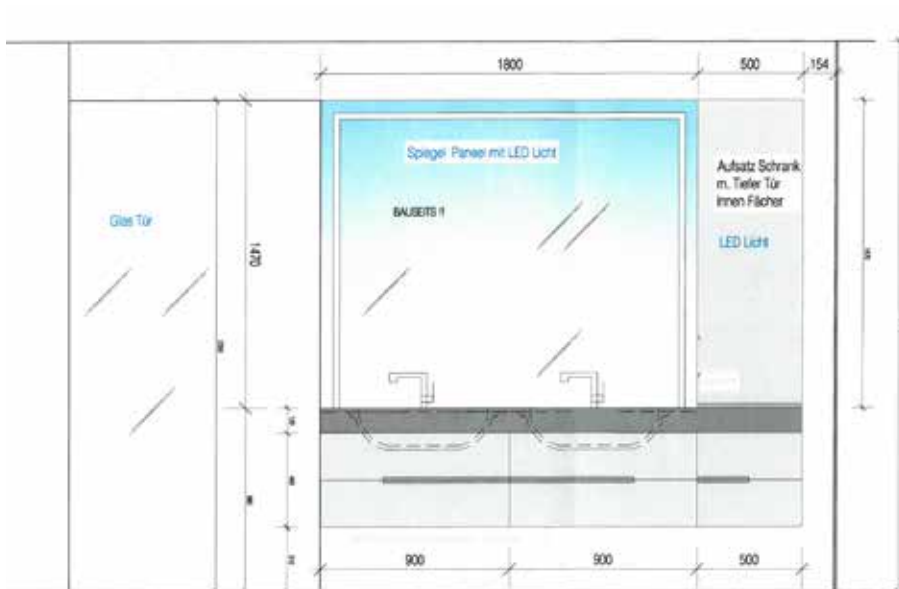 1800
500
154
Spiegel Paneel mit LED Licht
BAUSEITS !!
Glas Tür
Aufsatz Schrank
m. Tiefer Tür
innen Fächer
LED Licht
1470
900
900
500